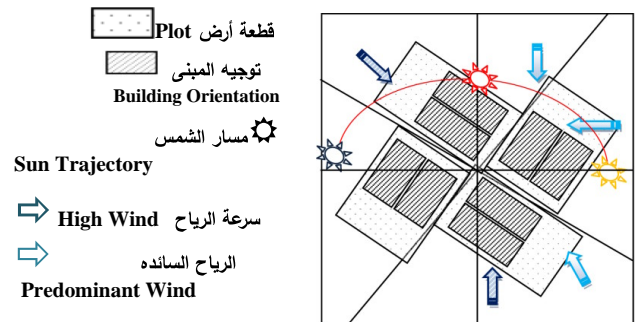 قطعة أرض Plot
توجيه المبنى
Building Orientation
مسار الشمس
Sun Trajectory
سرعة الرياح High Wind
الرياح السائده
Predominant Wind